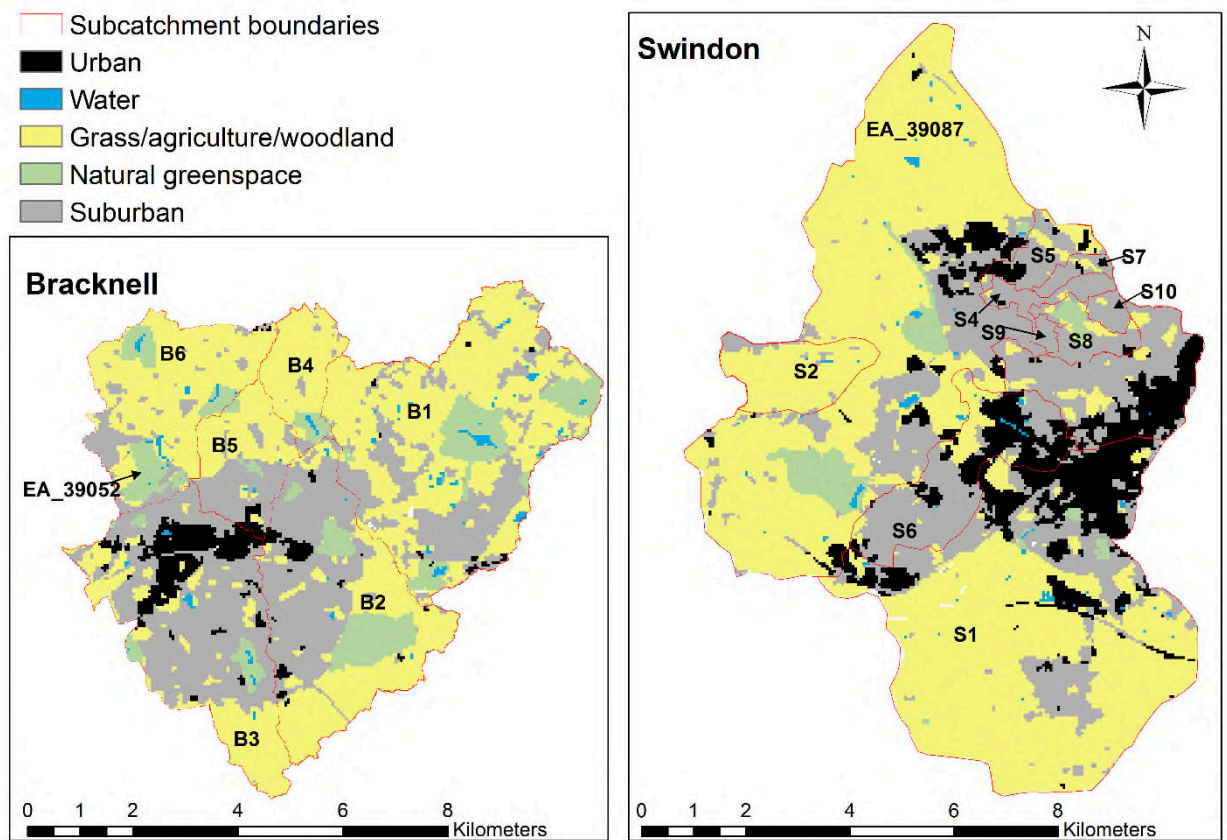 Subcatchment boundaries
Urban
Water
Grass/agriculture/woodland
Natural greenspace
Suburban
Bracknell
B6
B4
B1
B5
EA_39052
B2
B3
0 1 2 4 6 8
Kilometers
Swindon
N
EA_39087
S5
S7
S10
S4
S9
S8
S2
S6
S1
0 1 2 4 6 8
Kilometers